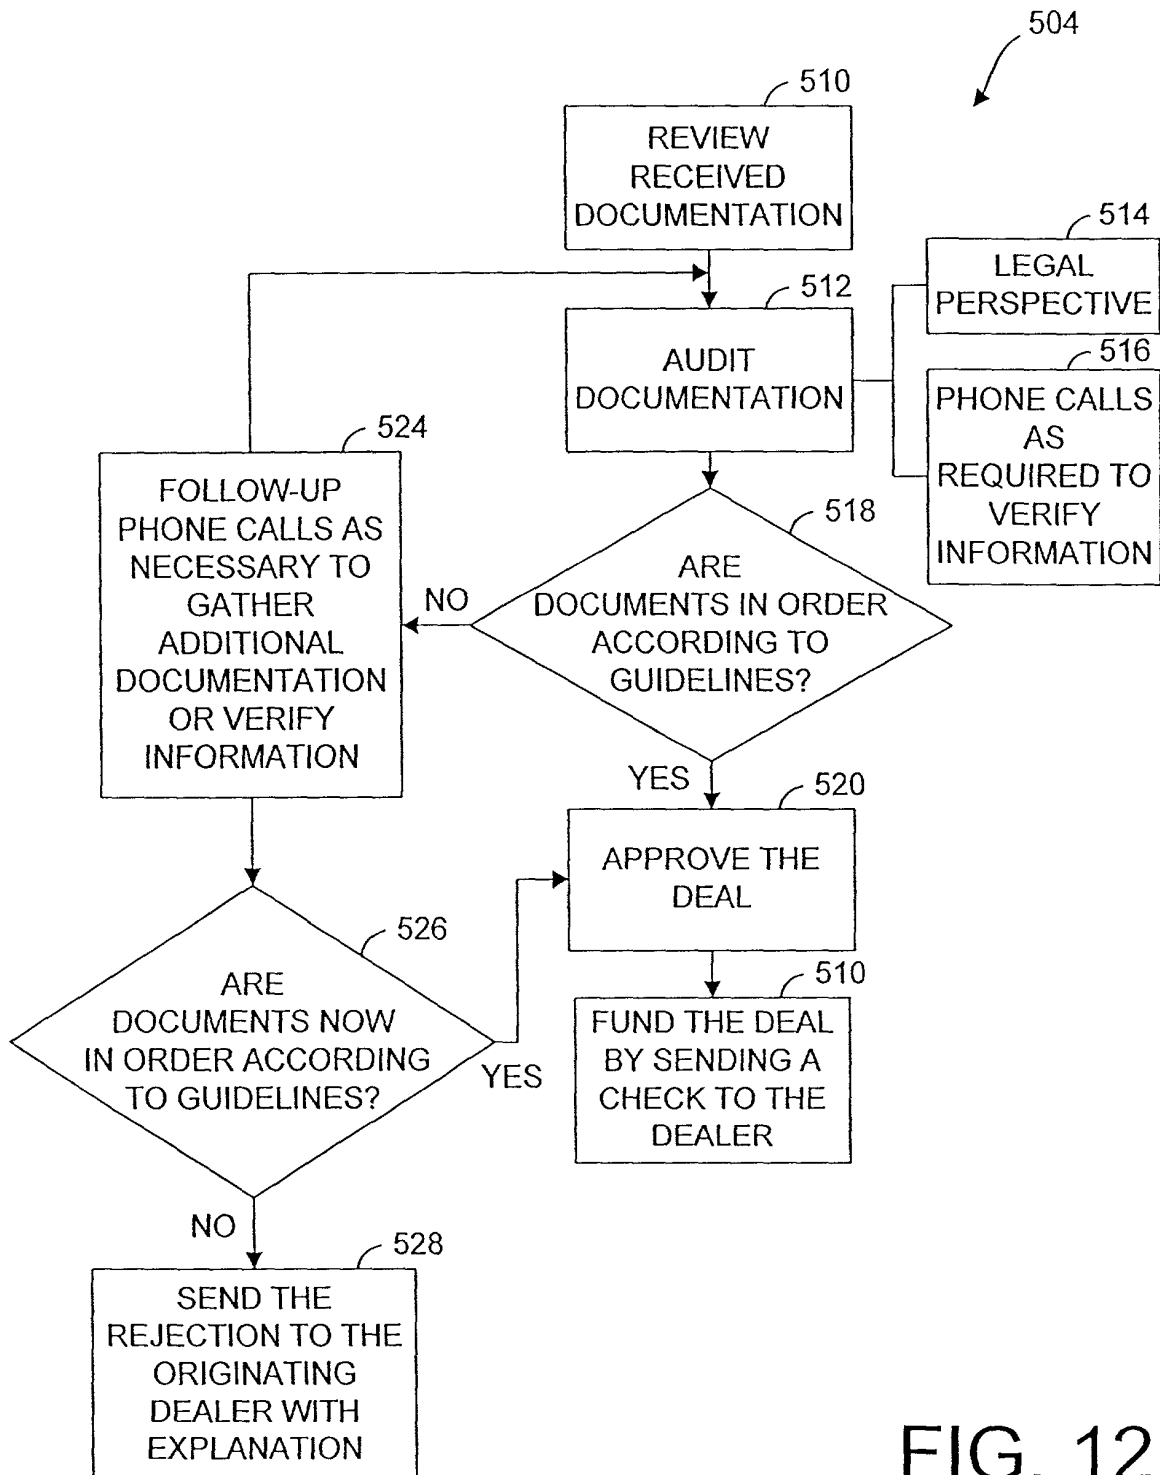 504
510
REVIEW
RECEIVED
DOCUMENTATION
512
AUDIT
DOCUMENTATION
514
LEGAL
PERSPECTIVE
516
PHONE CALLS
AS
REQUIRED TO
VERIFY
INFORMATION
518
ARE
DOCUMENTS IN ORDER
ACCORDING TO
GUIDELINES?
NO
524
FOLLOW-UP
PHONE CALLS AS
NECESSARY TO
GATHER
ADDITIONAL
DOCUMENTATION
OR VERIFY
INFORMATION
YES
520
APPROVE THE
DEAL
510
FUND THE DEAL
BY SENDING A
CHECK TO THE
DEALER
526
ARE
DOCUMENTS NOW
IN ORDER ACCORDING
TO GUIDELINES?
YES
NO
528
SEND THE
REJECTION TO THE
ORIGINATING
DEALER WITH
EXPLANATION
FIG. 12